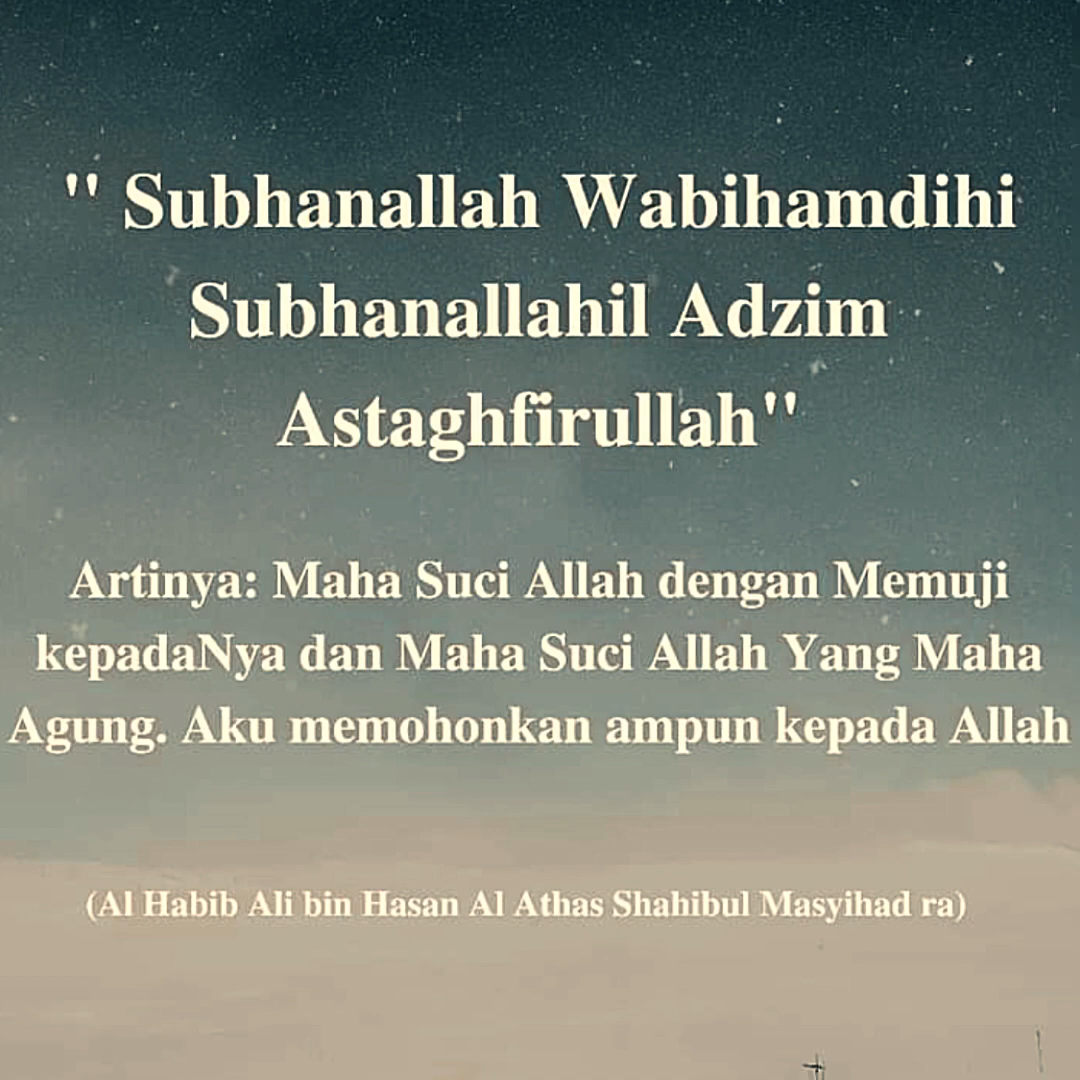 " Subhanallah Wabihamdihi
Subhanallahil Adzim
Astaghfirullah"
Artinya: Maha Suci Allah dengan Memuji
kepadaNya dan Maha Suci Allah Yang Maha
Agung. Aku memohonkan ampun kepada Allah
(Al Habib Ali bin Hasan Al Athas Shahibul Masyihad ra)